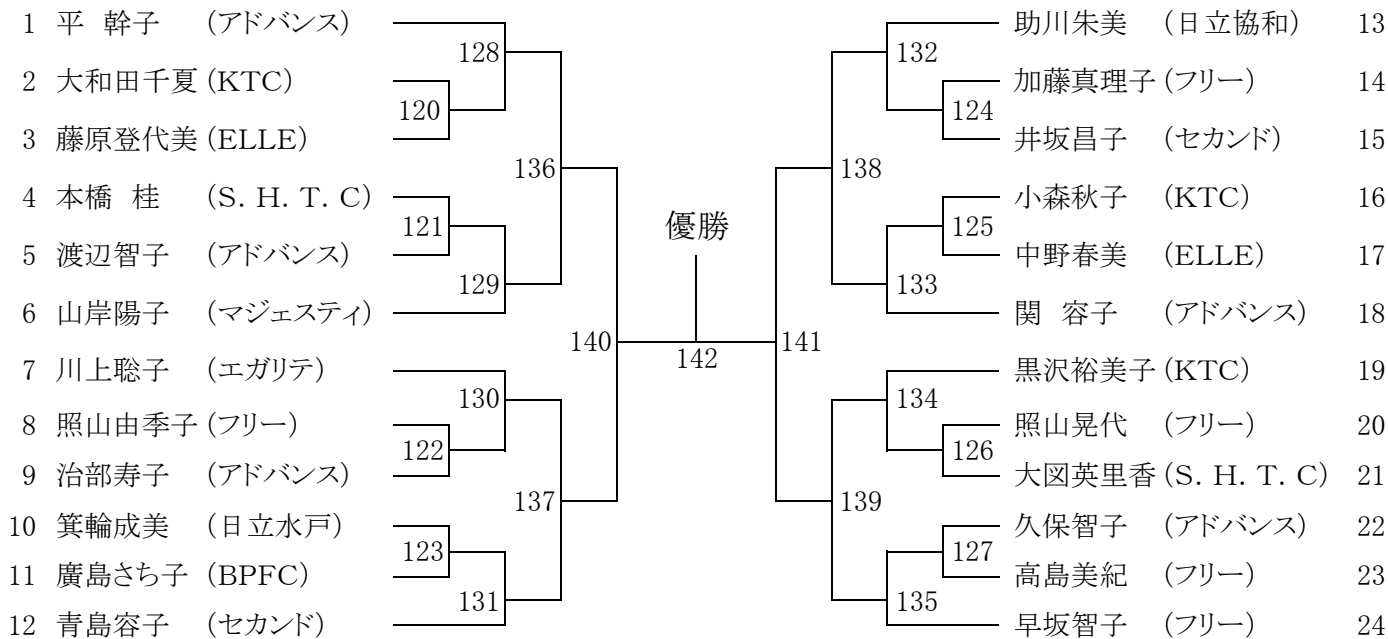 1 平 幹子 (アドバンス)
2 大和田千夏 (KTC)
3 藤原登代美 (ELLE)
4 本橋 桂 (S. H. T. C)
5 渡辺智子 (アドバンス)
6 山岸陽子 (マジェスティ)
7 川上聡子 (エガリテ)
8 照山由季子 (フリー)
9 治部寿子 (アドバンス)
10 箕輪成美 (日立水戸)
11 廣島さち子 (BPFC)
12 青島容子 (セカンド)
128
120
136
121
129
140
130
122
137
123
131
優勝
142
132
124
138
125
133
141
134
126
139
127
135
助川朱美 (日立協和) 13
加藤真理子 (フリー) 14
井坂昌子 (セカンド) 15
小森秋子 (KTC) 16
中野春美 (ELLE) 17
関 容子 (アドバンス) 18
黒沢裕美子 (KTC) 19
照山晃代 (フリー) 20
大図英里香 (S. H. T. C) 21
久保智子 (アドバンス) 22
高島美紀 (フリー) 23
早坂智子 (フリー) 24